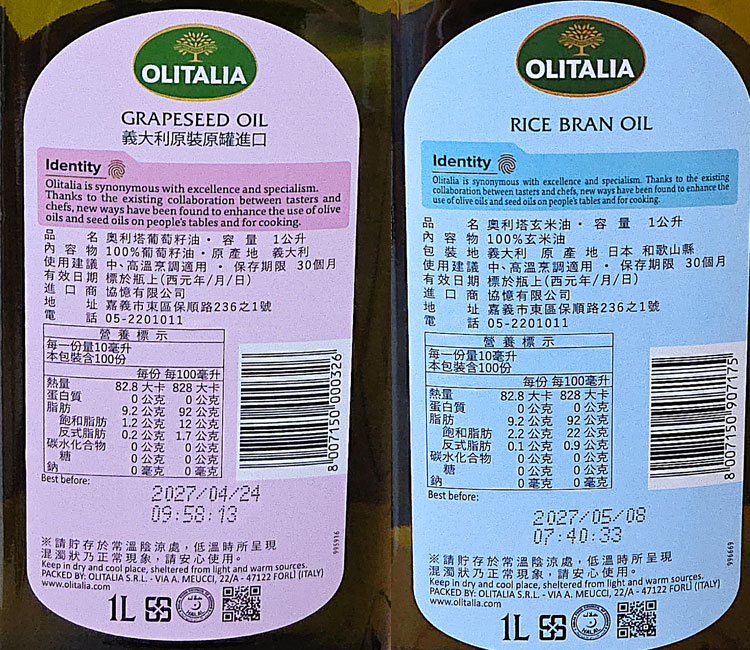 OLITALIA
GRAPESEED OIL
義大利原裝原罐進口
Identity
Olitalia is synonymous with excellence and specialism.
Thanks to the existing collaboration between tasters and
chefs, new ways have been found to enhance the use of olive
oils and seed oils on people's tables and for cooking.
品名 奧利塔葡萄籽油・容量 1公升
內容物 100%葡萄籽油・原產地 義大利
使用建議 中、高溫烹調適用・保存期限 30個月
有效日期 標於瓶上(西元年/月/日)
進口商 協憶有限公司
地址 嘉義市東區保順路236之1號
電話 05-2201011
營養標示
每一份量10毫升
本包裝含100份
每份 每100毫升
熱量 82.8 大卡 828 大卡
蛋白質 0 公克 0 公克
脂肪 9.2 公克 92 公克
飽和脂肪 1.2 公克 12 公克
反式脂肪 0.2 公克 1.7 公克
碳水化合物 0 公克 0 公克
糖 0 公克 0 公克
鈉 0 毫克 0 毫克
8 007150 000326
Best before:
2027/04/24
09:58:13
※請貯存於常溫陰涼處，低溫時所呈現
混濁狀乃正常現象，請安心使用。
Keep in dry and cool place, sheltered from light and warm sources.
PACKED BY: OLITALIA S.R.L. - VIA A. MEUCCI, 22/A - 47122 FORLÌ (ITALY)
www.olitalia.com
995916
1L
OLITALIA
RICE BRAN OIL
Identity
Olitalia is synonymous with excellence and specialism. Thanks to the existing
collaboration between tasters and chefs, new ways have been found to enhance the
use of olive oils and seed oils on people's tables and for cooking.
品名 奧利塔玄米油・容量 1公升
內容物 100%玄米油
包裝地 義大利 原產地 日本 和歌山縣
使用建議 中、高溫烹調適用・保存期限 30個月
有效日期 標於瓶上(西元年/月/日)
進口商 協憶有限公司
地址 嘉義市東區保順路236之1號
電話 05-2201011
營養標示
每一份量10毫升
本包裝含100份
每份 每100毫升
熱量 82.8 大卡 828 大卡
蛋白質 0 公克 0 公克
脂肪 9.2 公克 92 公克
飽和脂肪 2.2 公克 22 公克
反式脂肪 0.1 公克 0.9 公克
碳水化合物 0 公克 0 公克
糖 0 公克 0 公克
鈉 0 毫克 0 毫克
8 007150 907175
Best before:
2027/05/08
07:40:33
※請貯存於常溫陰涼處，低溫時所呈現
混濁狀乃正常現象，請安心使用。
Keep in dry and cool place, sheltered from light and warm sources.
PACKED BY: OLITALIA S.R.L. - VIA A. MEUCCI, 22/A - 47122 FORLÌ (ITALY)
www.olitalia.com
996669
1L